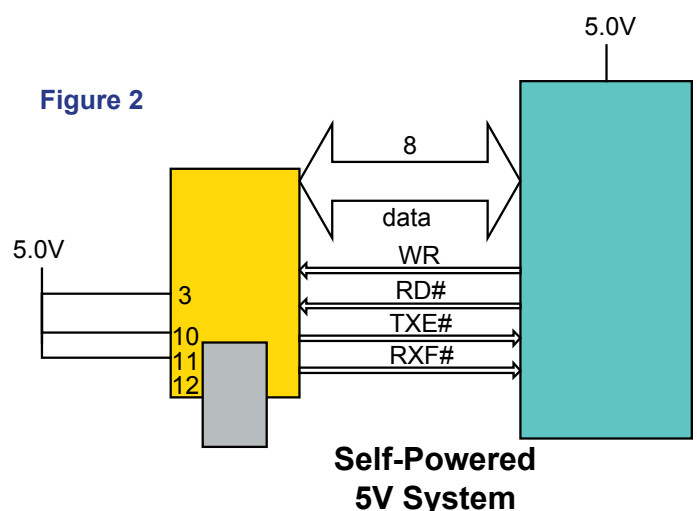 5.0V
Figure 2
8
data
5.0V
WR
3
RD#
TXE#
10
RXF#
11
12
Self-Powered
5V System